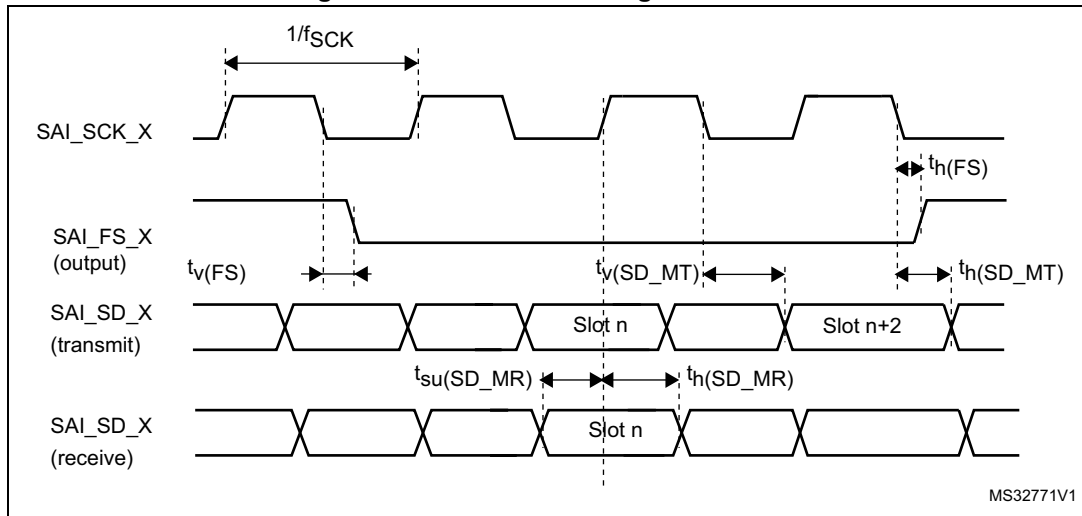 1/fSCK
SAI_SCK_X
th(FS)
SAI_FS_X
(output)
tv(FS)
tv(SD_MT)
th(SD_MT)
SAI_SD_X
(transmit)
Slot n
Slot n+2
tsu(SD_MR)
th(SD_MR)
SAI_SD_X
(receive)
Slot n
MS32771V1